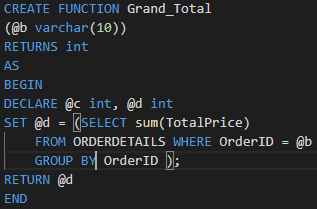 CREATE FUNCTION Grand_Total
(@b varchar(10))
RETURNS int
AS
BEGIN
DECLARE @c int, @d int
SET @d = (SELECT sum(TotalPrice)
FROM ORDERDETAILS WHERE OrderID = @b
GROUP BY OrderID );
RETURN @d
END